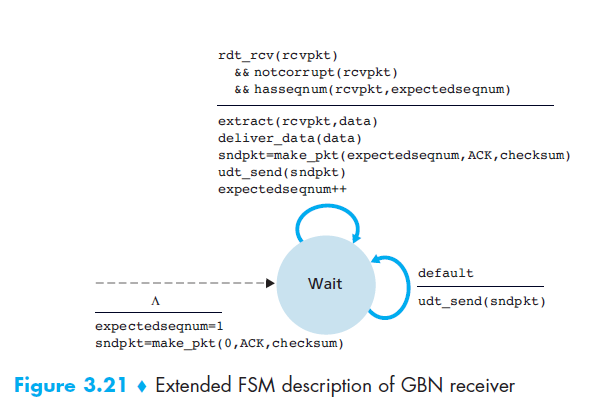 rdt_rcv(rcvpkt)
&& notcorrupt(rcvpkt)
&& hasseqnum(rcvpkt,expectedseqnum)
extract(rcvpkt,data)
deliver_data(data)
sndpkt=make_pkt(expectedseqnum,ACK,checksum)
udt_send(sndpkt)
expectedseqnum++
Wait
default
udt_send(sndpkt)
Λ
expectedseqnum=1
sndpkt=make_pkt(0,ACK,checksum)
Figure 3.21 ♦ Extended FSM description of GBN receiver